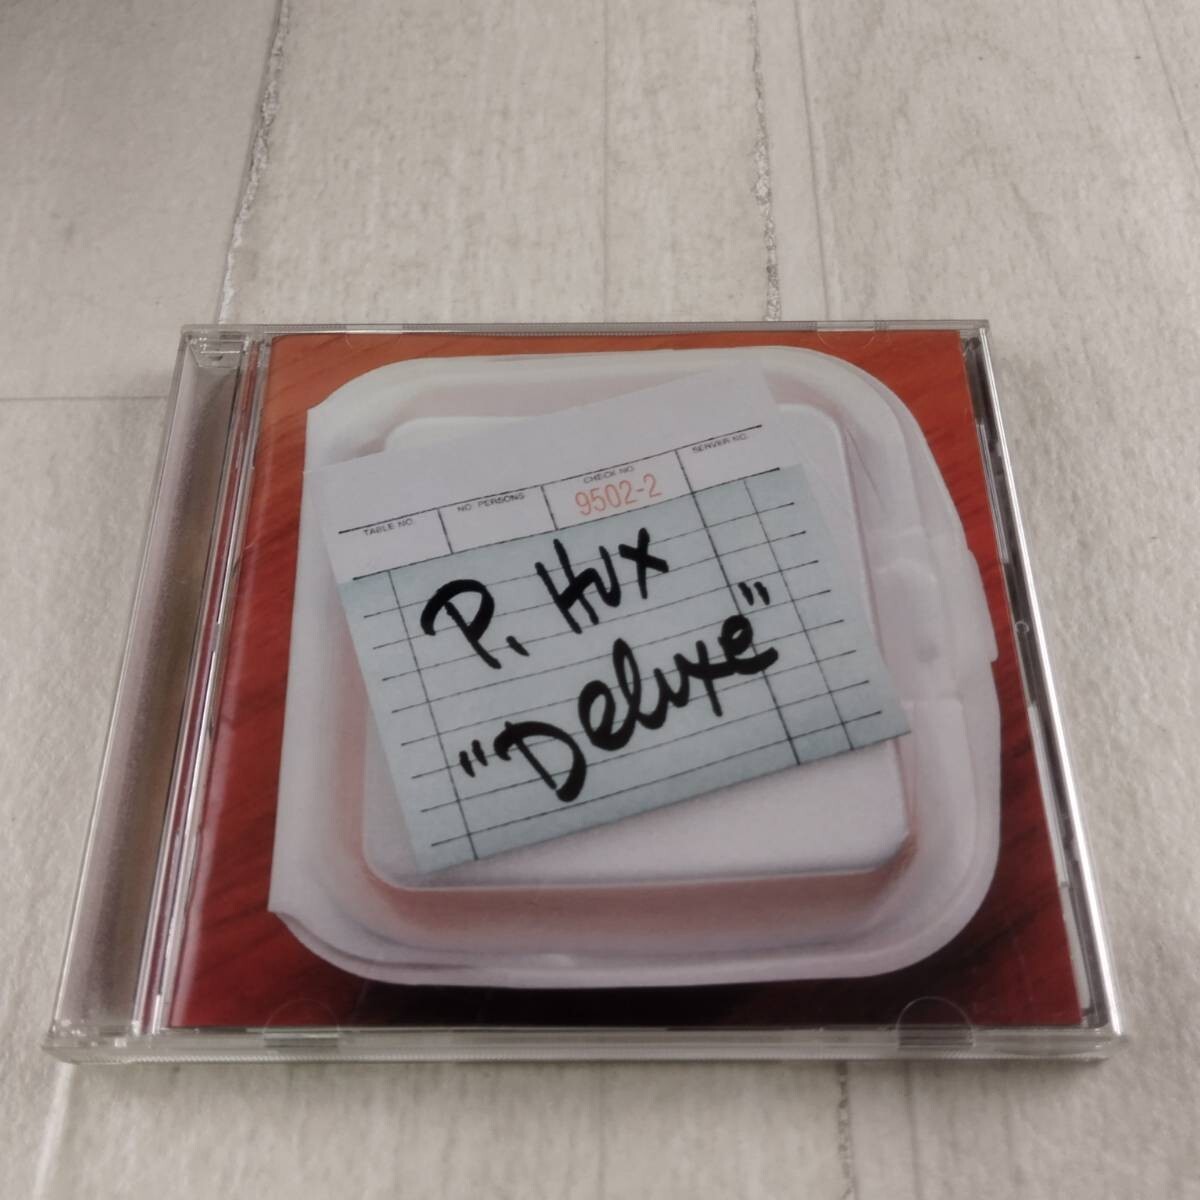 TABLE NO. NO. PERSONS CHECK NO. SERVER NO.
9502-2
P. Hux
"Deluxe"